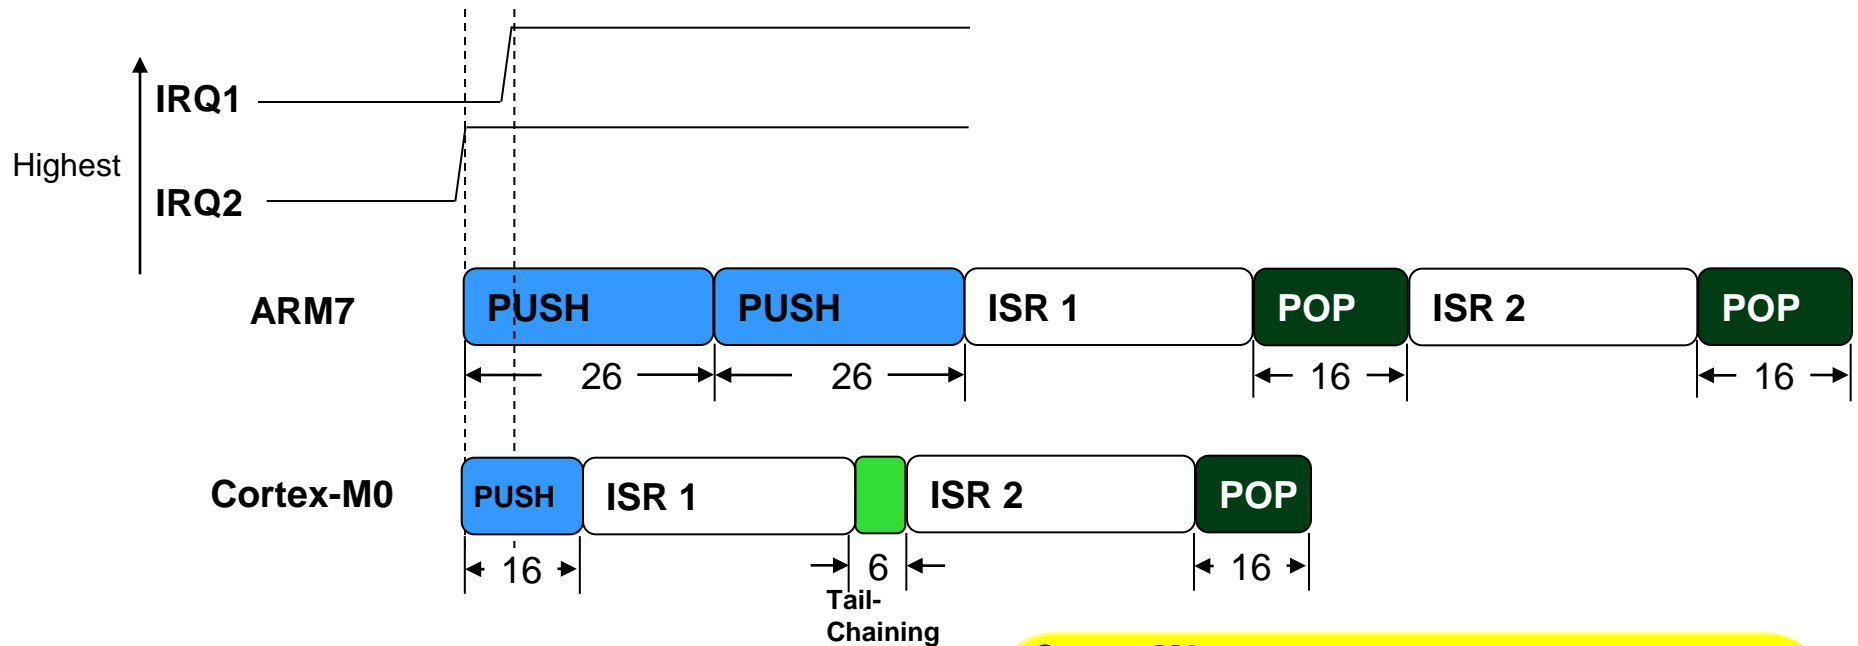 IRQ1
Highest
IRQ2
ARM7
PUSH PUSH ISR 1 POP ISR 2 POP
26 26 16 16
Cortex-M0
PUSH ISR 1 ISR 2 POP
16 6 16
Tail-
Chaining